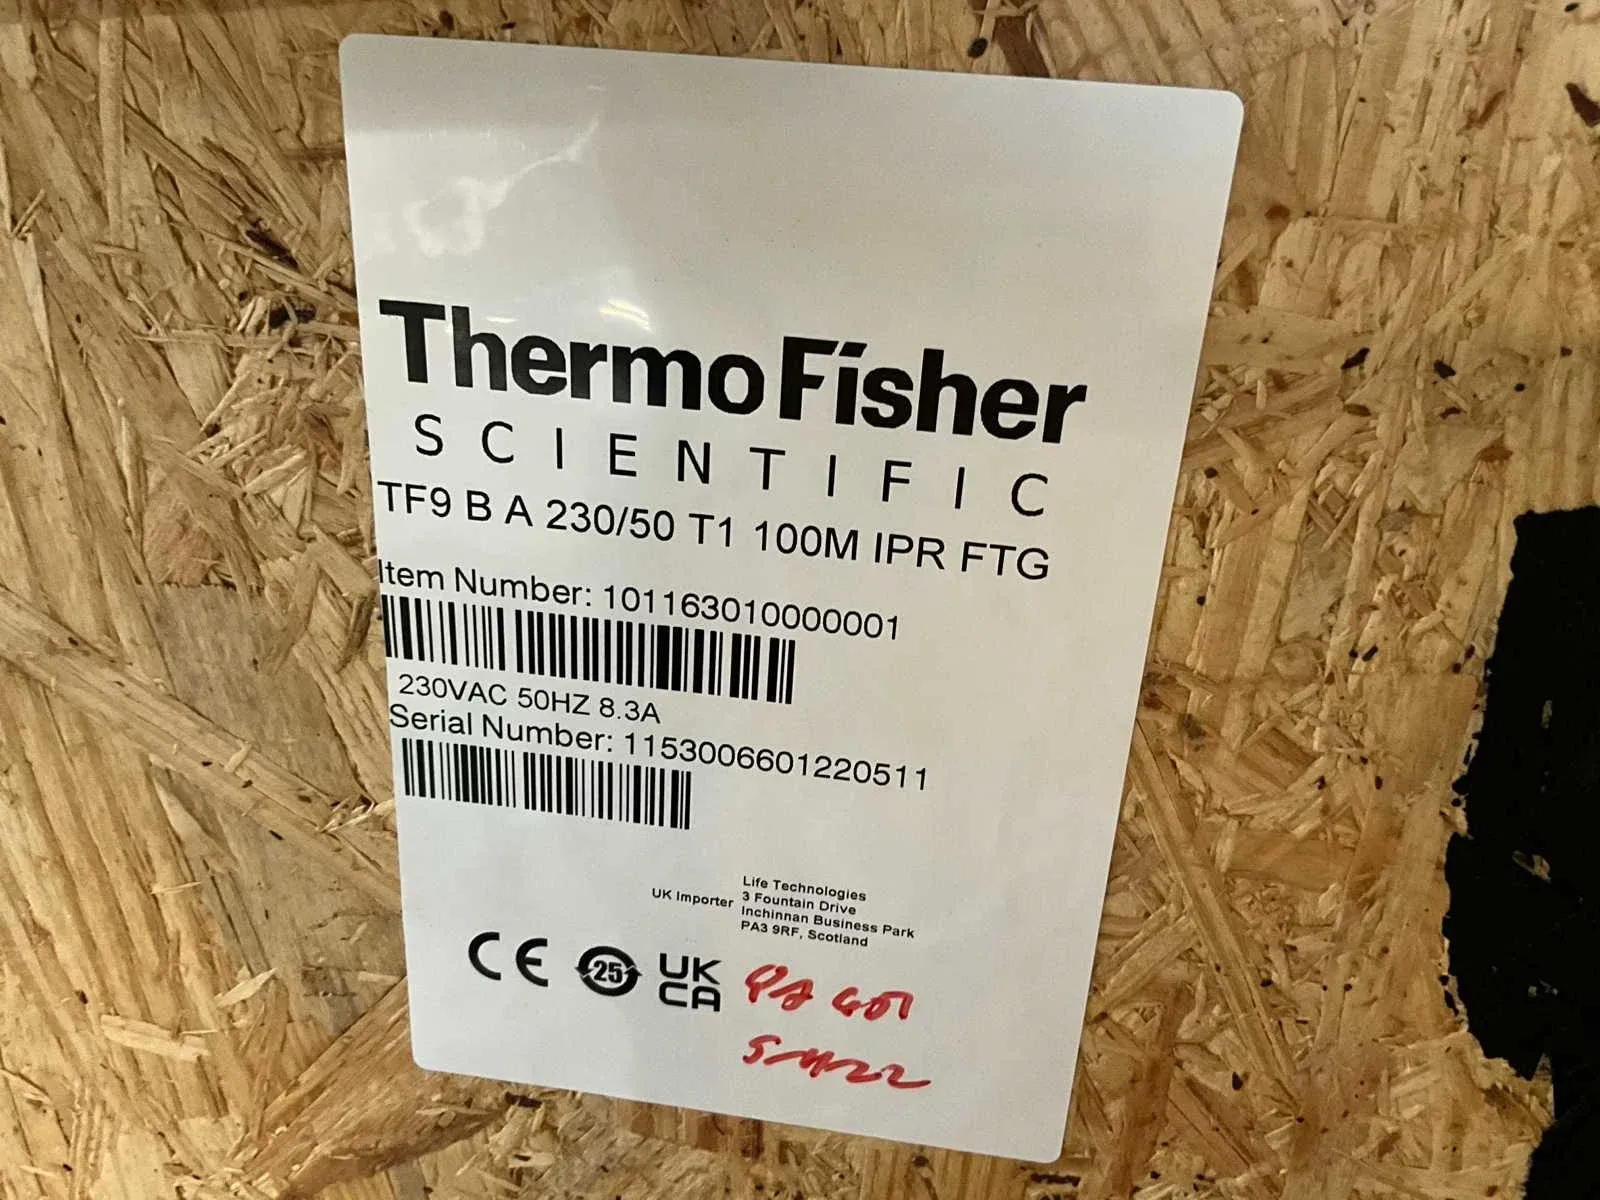 ThermoFisher
SCIENTIFIC
TF9 B A 230/50 T1 100M IPR FTG
Item Number: 101163010000001
230VAC 50HZ 8.3A
Serial Number: 1153006601220511
UK Importer
Life Technologies
3 Fountain Drive
Inchinnan Business Park
PA3 9RF, Scotland
CE
25
UK
CA